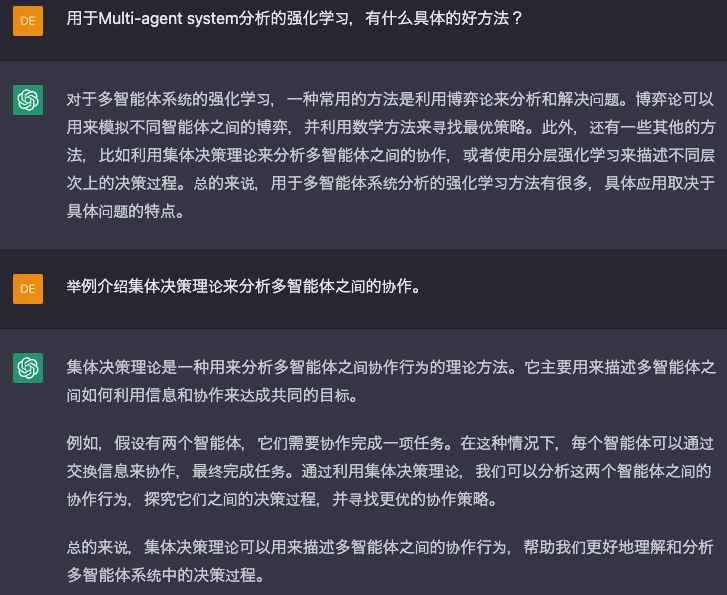 DE
用于Multi-agent system分析的强化学习，有什么具体的好方法？
对于多智能体系统的强化学习，一种常用的方法是利用博弈论来分析和解决问题。博弈论可以
用来模拟不同智能体之间的博弈，并利用数学方法来寻找最优策略。此外，还有一些其他的方
法，比如利用集体决策理论来分析多智能体之间的协作，或者使用分层强化学习来描述不同层
次上的决策过程。总的来说，用于多智能体系统分析的强化学习方法有很多，具体应用取决于
具体问题的特点。
DE
举例介绍集体决策理论来分析多智能体之间的协作。
集体决策理论是一种用来分析多智能体之间协作行为的理论方法。它主要用来描述多智能体之
间如何利用信息和协作来达成共同的目标。
例如，假设有两个智能体，它们需要协作完成一项任务。在这种情况下，每个智能体可以通过
交换信息来协作，最终完成任务。通过利用集体决策理论，我们可以分析这两个智能体之间的
协作行为，探究它们之间的决策过程，并寻找更优的协作策略。
总的来说，集体决策理论可以用来描述多智能体之间的协作行为，帮助我们更好地理解和分析
多智能体系统中的决策过程。